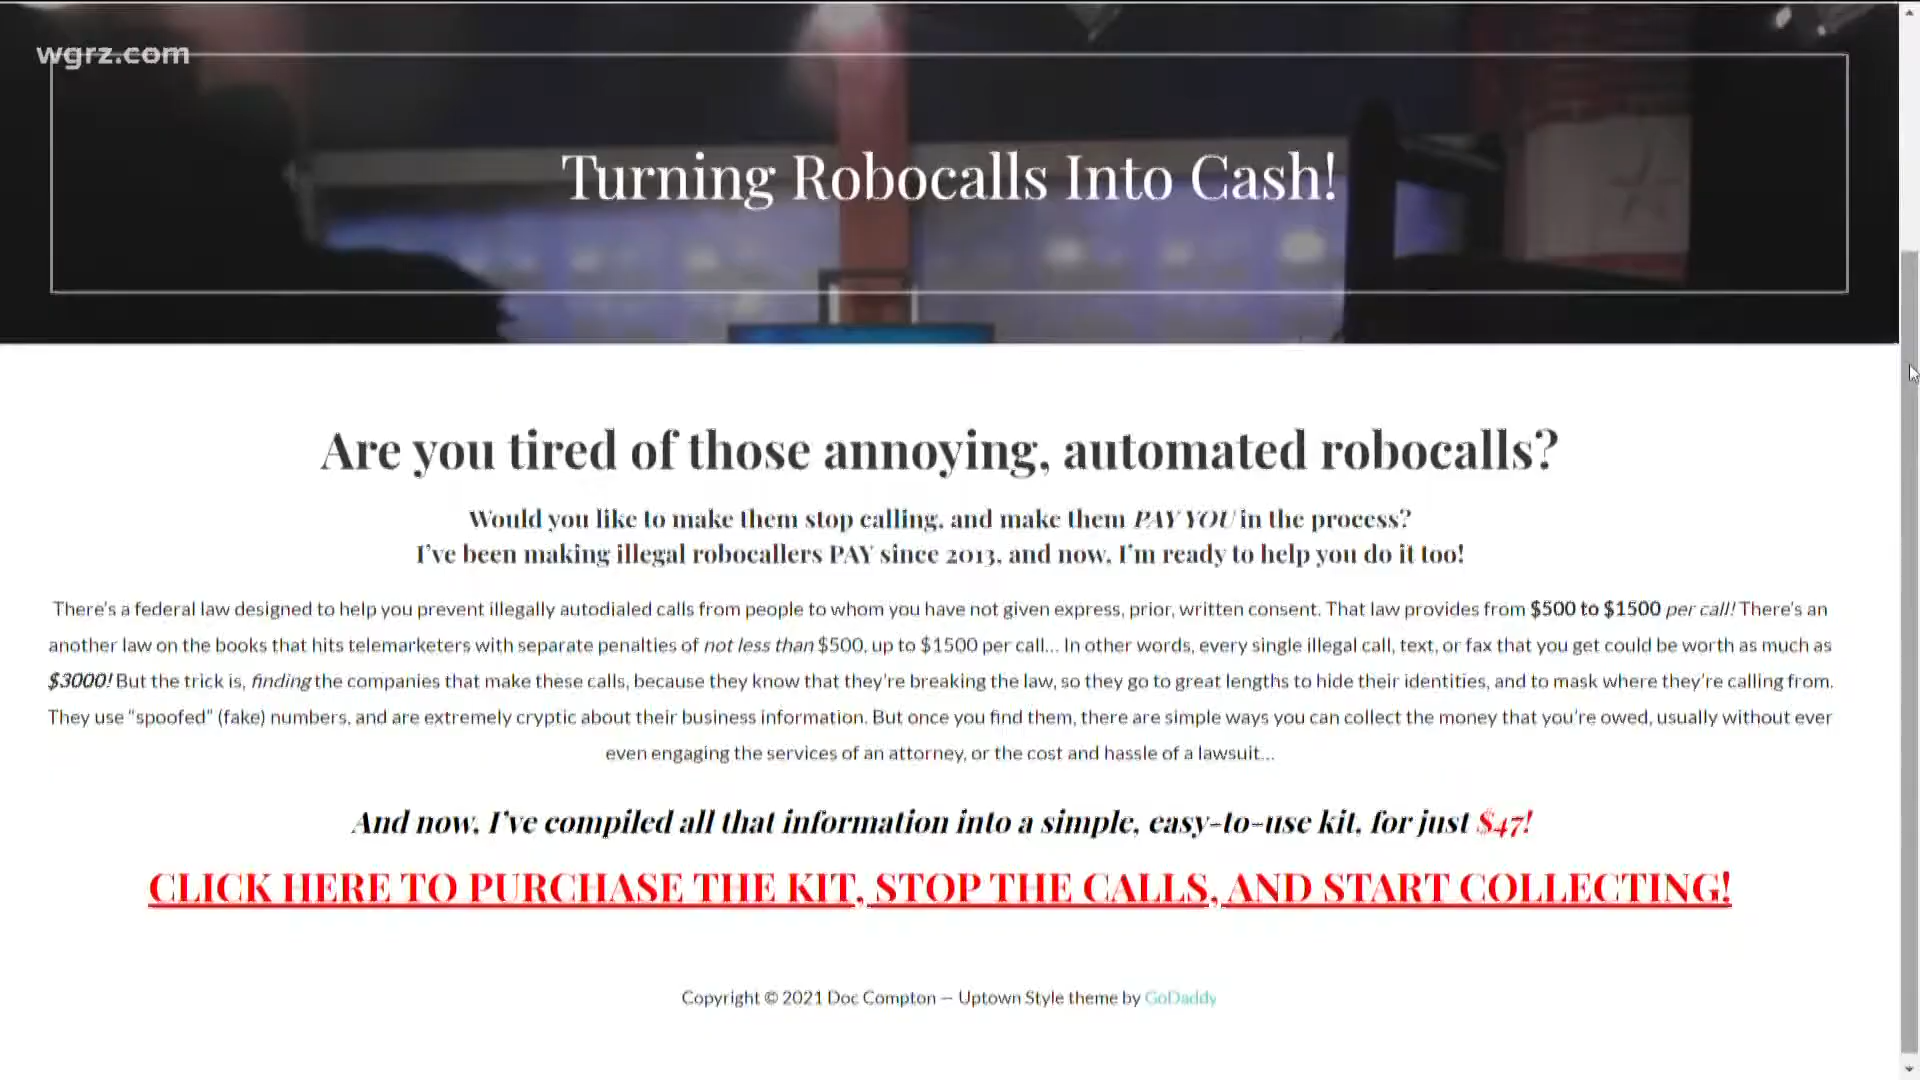 wgrz.com
Turning Robocalls Into Cash!
Are you tired of those annoying, automated robocalls?
Would you like to make them stop calling, and make them PAY YOU in the process?
I've been making illegal robocallers PAY since 2013, and now, I'm ready to help you do it too!
There's a federal law designed to help you prevent illegally autodialed calls from people to whom you have not given express, prior, written consent. That law provides from $500 to $1500 per call! There's an
another law on the books that hits telemarketers with separate penalties of not less than $500, up to $1500 per call... In other words, every single illegal call, text, or fax that you get could be worth as much as
$3000! But the trick is, finding the companies that make these calls, because they know that they're breaking the law, so they go to great lengths to hide their identities, and to mask where they're calling from.
They use "spoofed" (fake) numbers, and are extremely cryptic about their business information. But once you find them, there are simple ways you can collect the money that you're owed, usually without ever
even engaging the services of an attorney, or the cost and hassle of a lawsuit...
And now, I've compiled all that information into a simple, easy-to-use kit, for just $47!
CLICK HERE TO PURCHASE THE KIT, STOP THE CALLS, AND START COLLECTING!
Copyright © 2021 Doc Compton — Uptown Style theme by GoDaddy